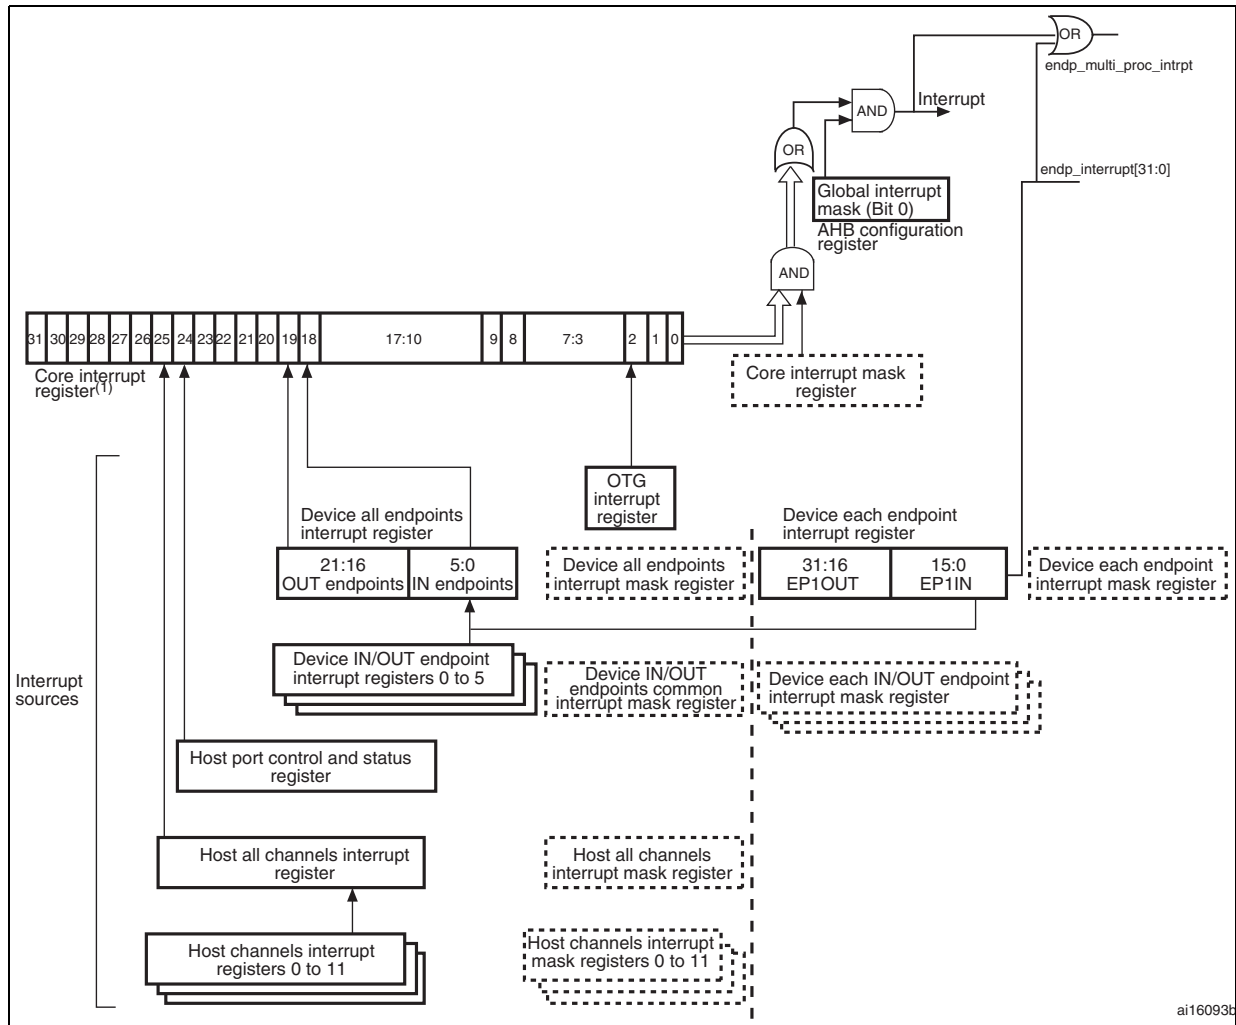 OR
endp_multi_proc_intrpt
Interrupt
AND
OR
endp_interrupt[31:0]
Global interrupt
mask (Bit 0)
AHB configuration
register
AND
31 30 29 28 27 26 25 24 23 22 21 20 19 18 17:10 9 8 7:3 2 1 0
Core interrupt
register(1)
Core interrupt mask
register
OTG
interrupt
register
Device all endpoints
interrupt register
Device each endpoint
interrupt register
21:16
OUT endpoints
5:0
IN endpoints
Device all endpoints
interrupt mask register
31:16
EP1OUT
15:0
EP1IN
Device each endpoint
interrupt mask register
Interrupt
sources
Device IN/OUT endpoint
interrupt registers 0 to 5
Device IN/OUT
endpoints common
interrupt mask register
Device each IN/OUT endpoint
interrupt mask register
Host port control and status
register
Host all channels interrupt
register
Host all channels
interrupt mask register
Host channels interrupt
registers 0 to 11
Host channels interrupt
mask registers 0 to 11
ai16093b